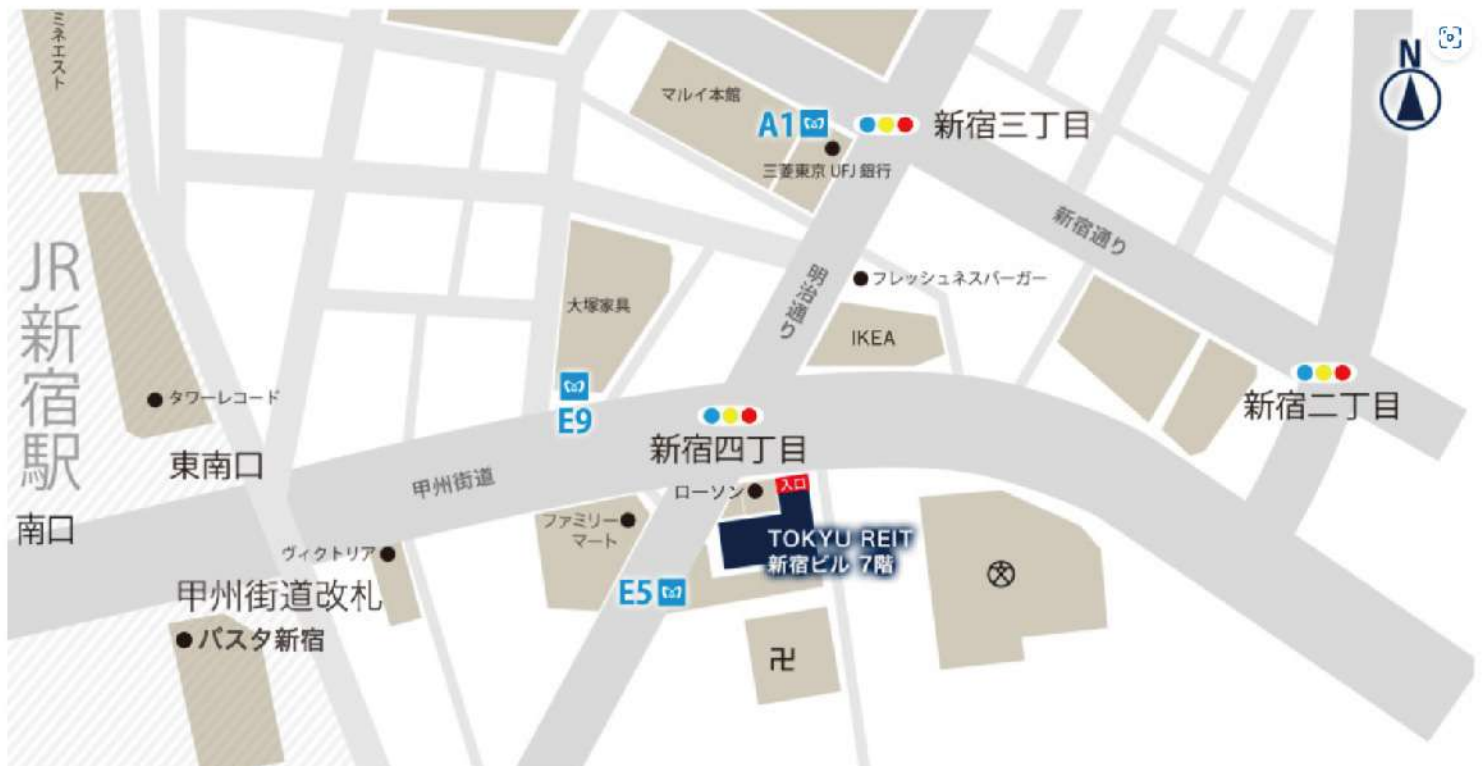 ミネエスト
N
マルイ本館
A1
新宿三丁目
三菱東京 UFJ 銀行
新宿通り
JR新宿駅
明治通り
フレッシュネスバーガー
大塚家具
IKEA
タワーレコード
E9
新宿二丁目
新宿四丁目
東南口
甲州街道
ローソン
入口
南口
ファミリー
マート
TOKYU REIT
新宿ビル 7階
ヴィクトリア
甲州街道改札
E5
文
バスタ新宿
卍